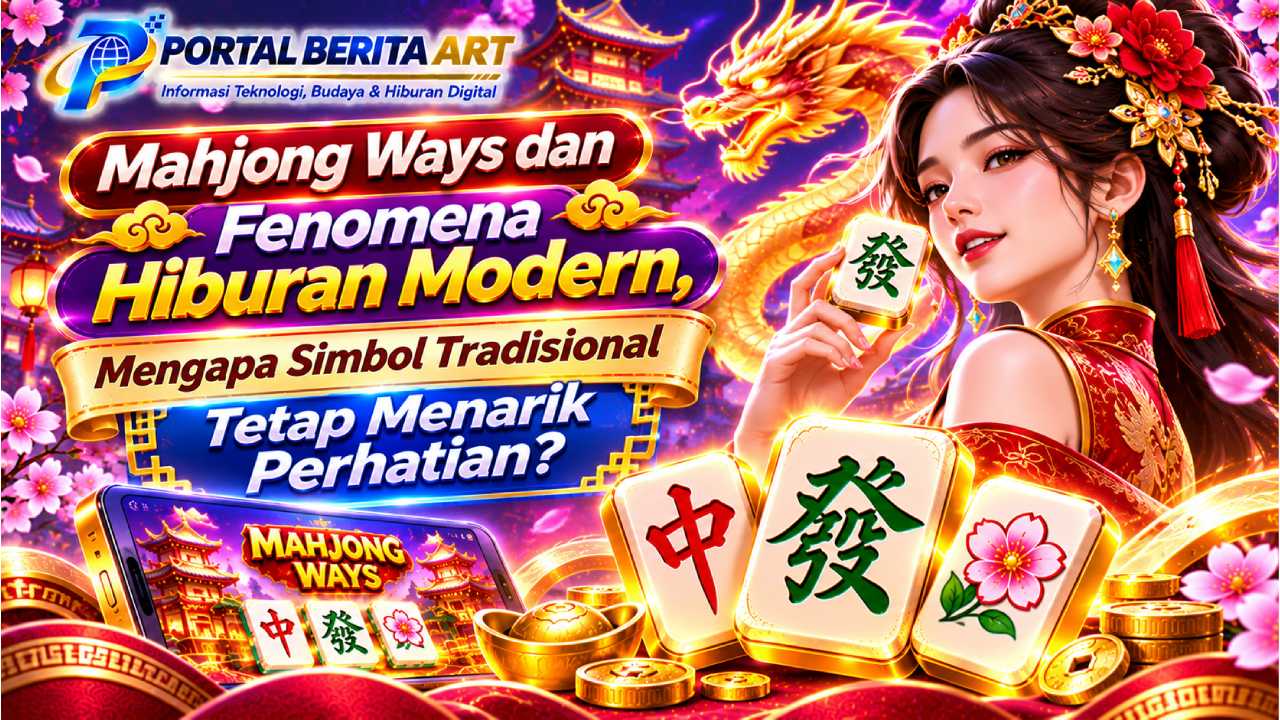 PORTAL BERITA ART
Informasi Teknologi, Budaya & Hiburan Digital
Mahjong Ways dan
Fenomena
Hiburan Modern,
Mengapa Simbol Tradisional
Tetap Menarik
Perhatian?
發
MAHJONG
WAYS
中 發
中 發